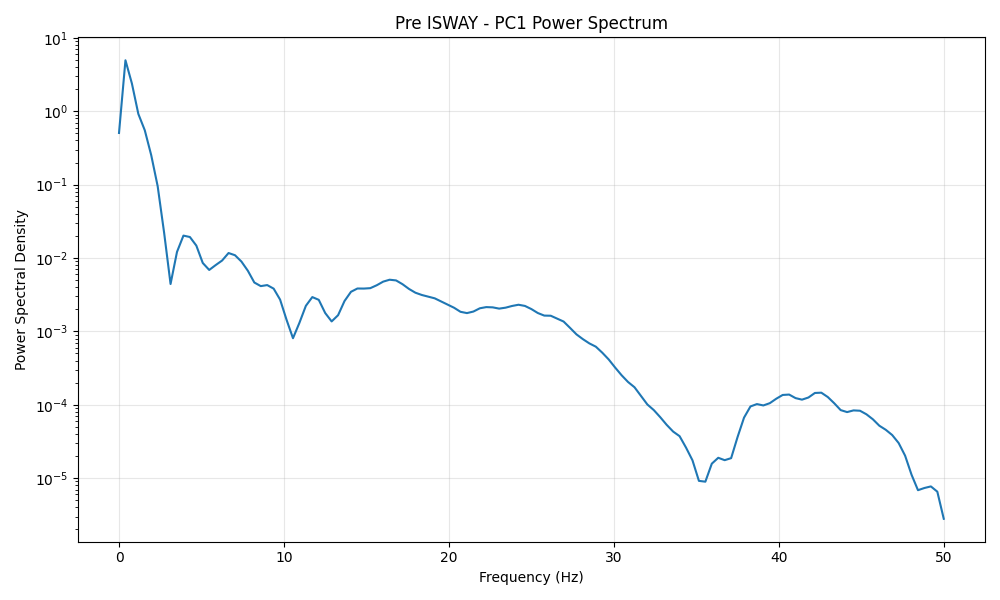 Pre ISWAY - PC1 Power Spectrum
Power Spectral Density
10¹
10⁰
10⁻¹
10⁻²
10⁻³
10⁻⁴
10⁻⁵
0 10 20 30 40 50
Frequency (Hz)